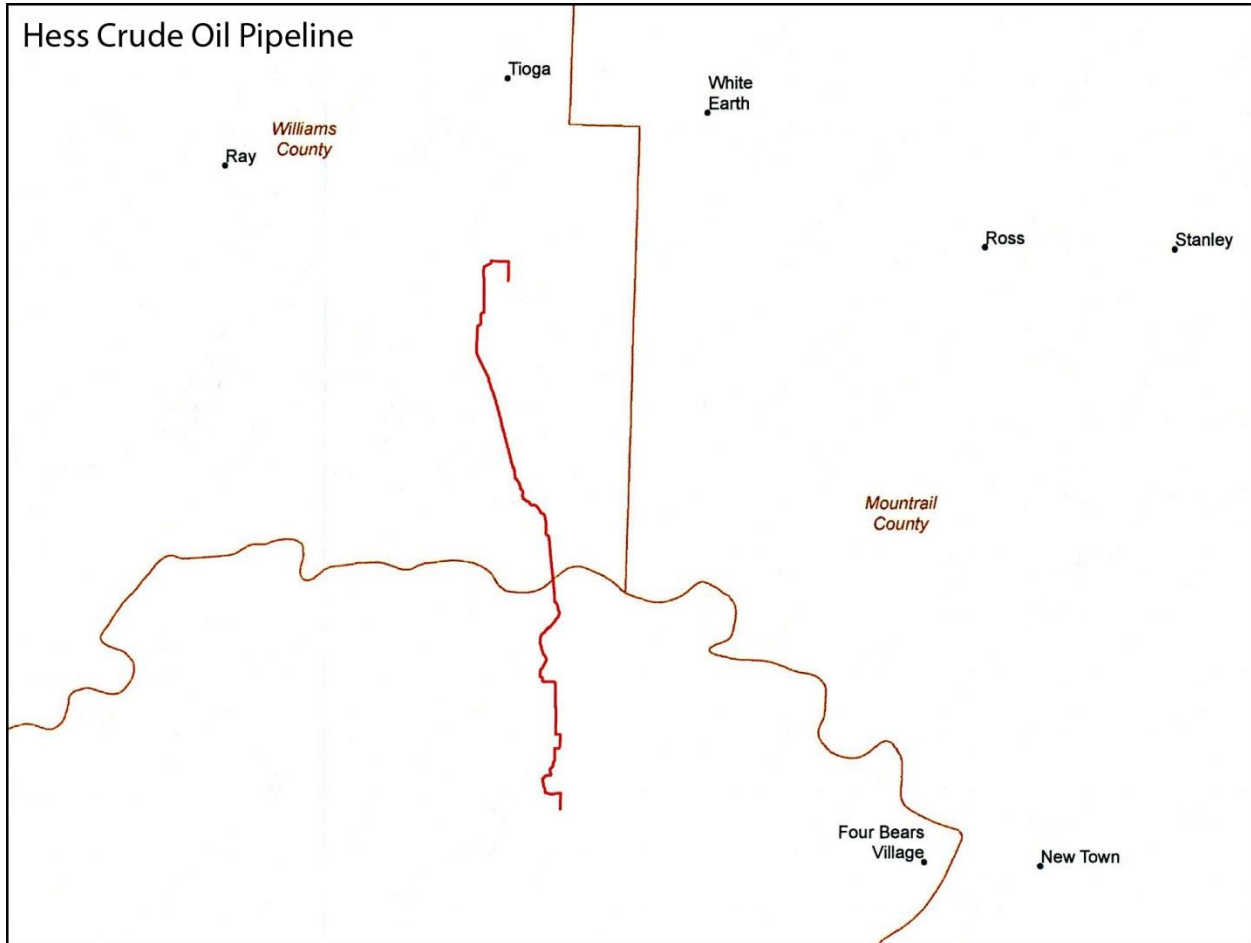 Hess Crude Oil Pipeline
Tioga
White
Earth
Williams
County
Ray
Ross
Stanley
Mountrail
County
Four Bears
Village
New Town